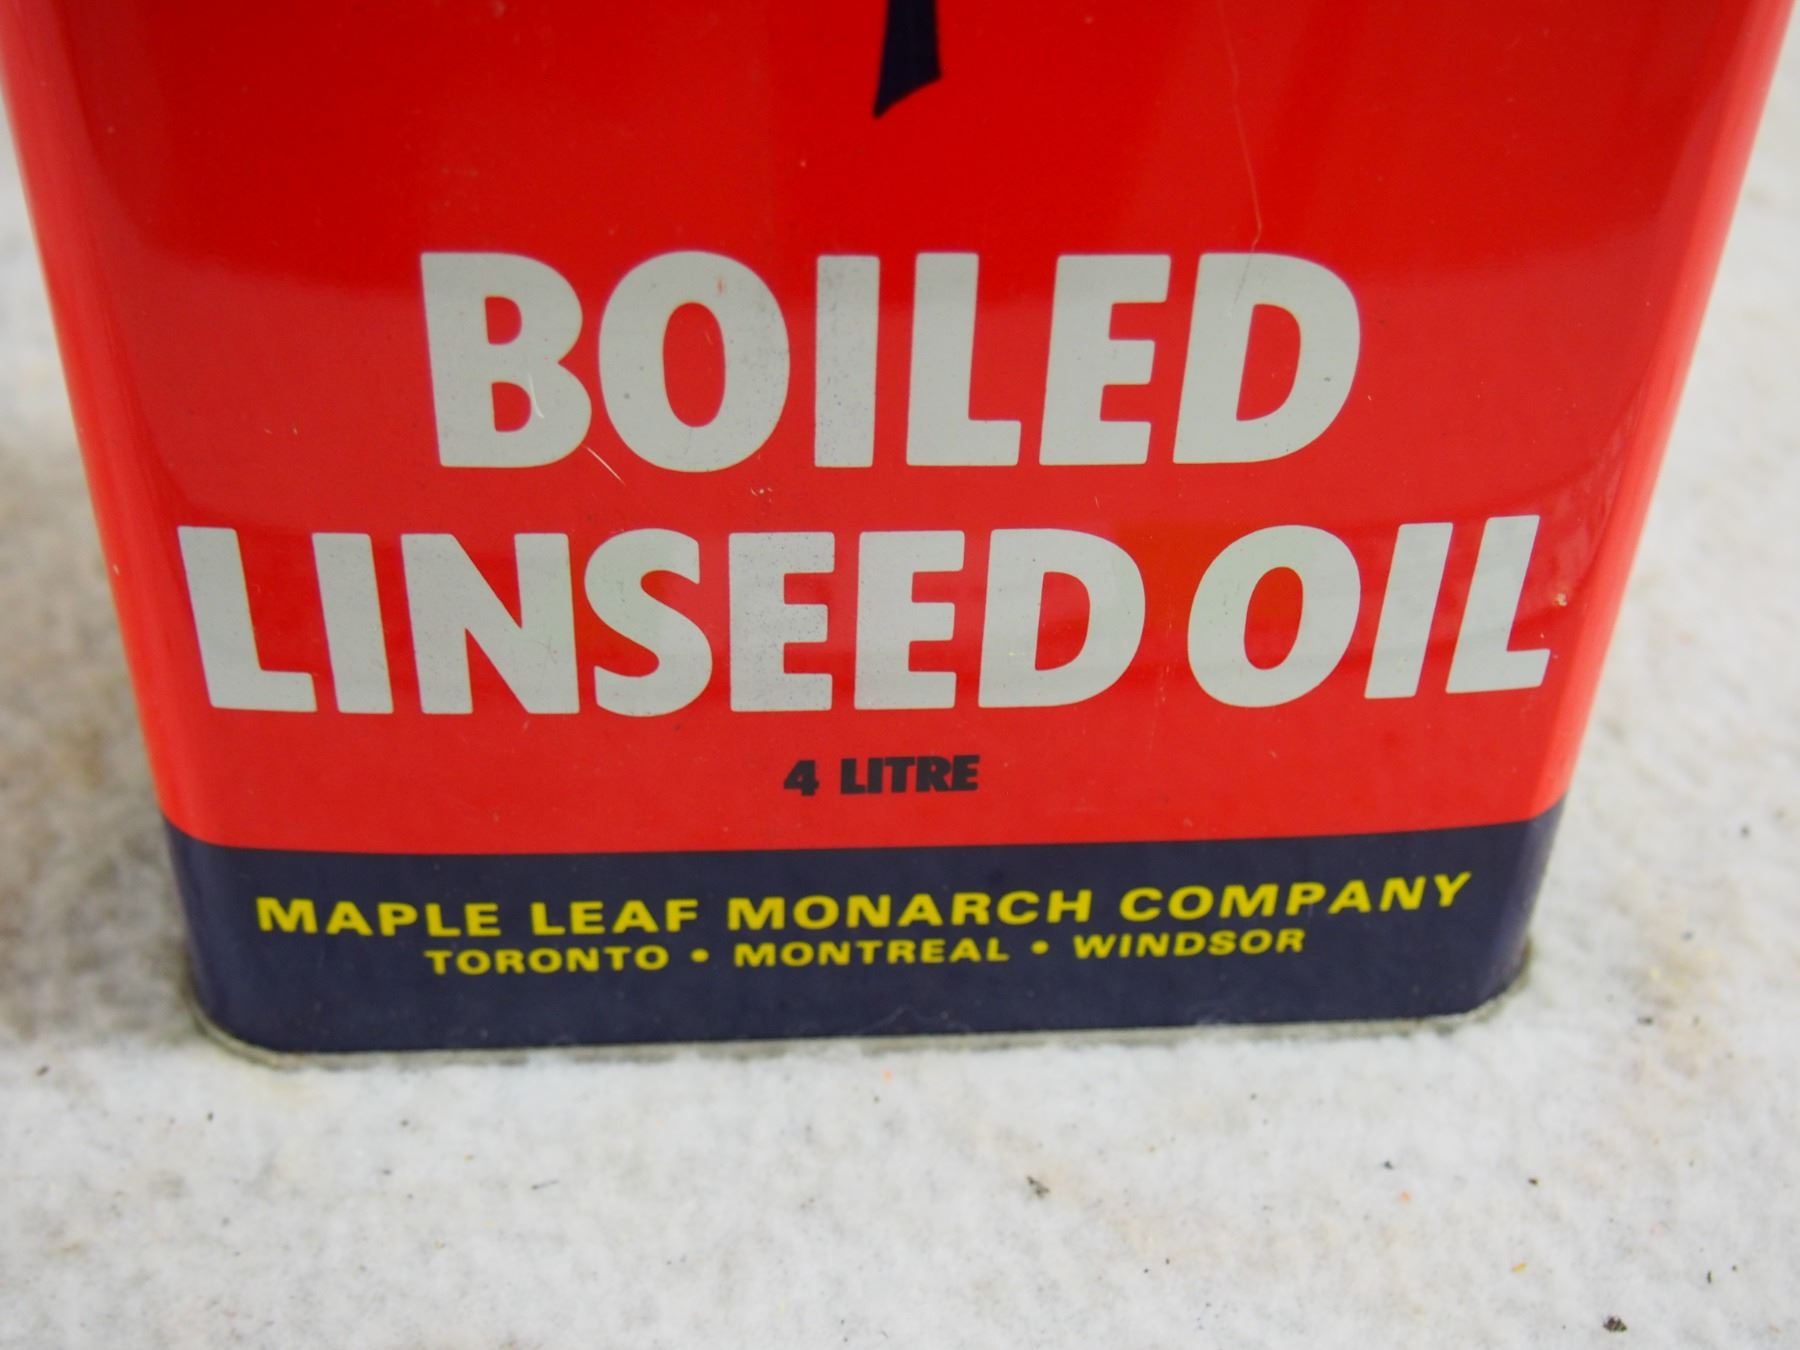 BOILED
LINSEED OIL
4 LITRE
MAPLE LEAF MONARCH COMPANY
TORONTO • MONTREAL • WINDSOR